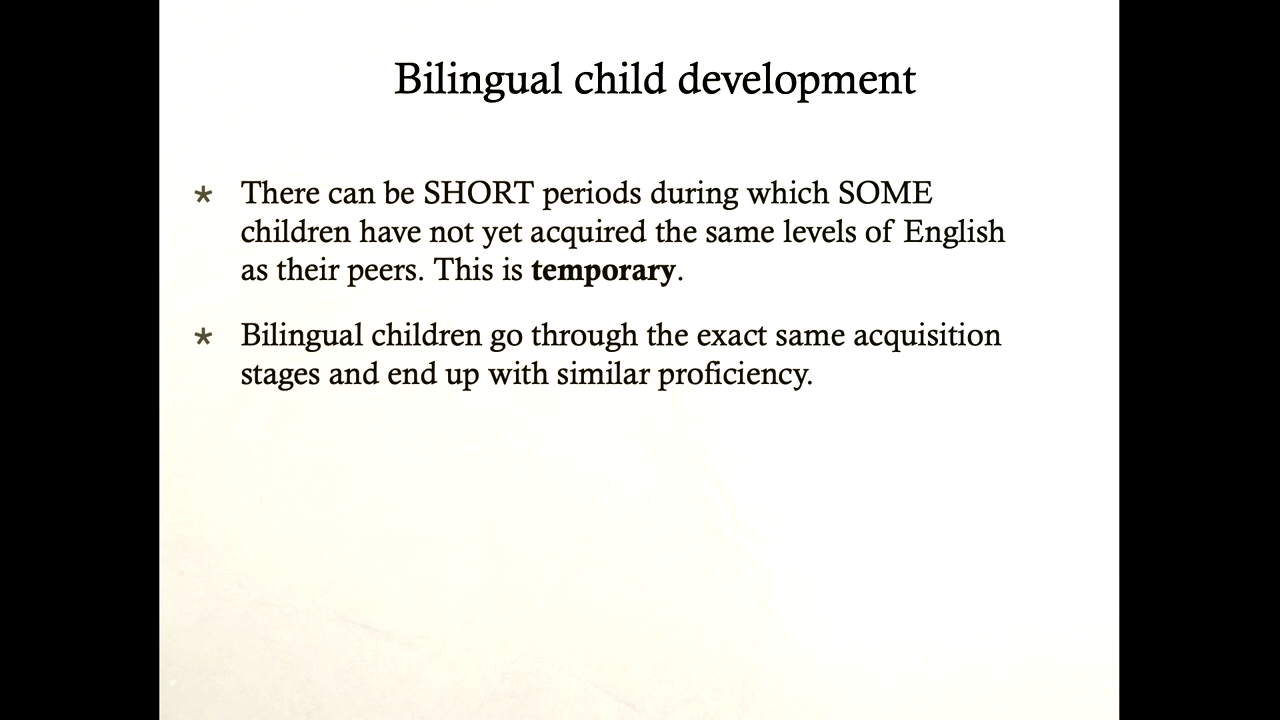 Bilingual child development
* There can be SHORT periods during which SOME
children have not yet acquired the same levels of English
as their peers. This is temporary.
* Bilingual children go through the exact same acquisition
stages and end up with similar proficiency.